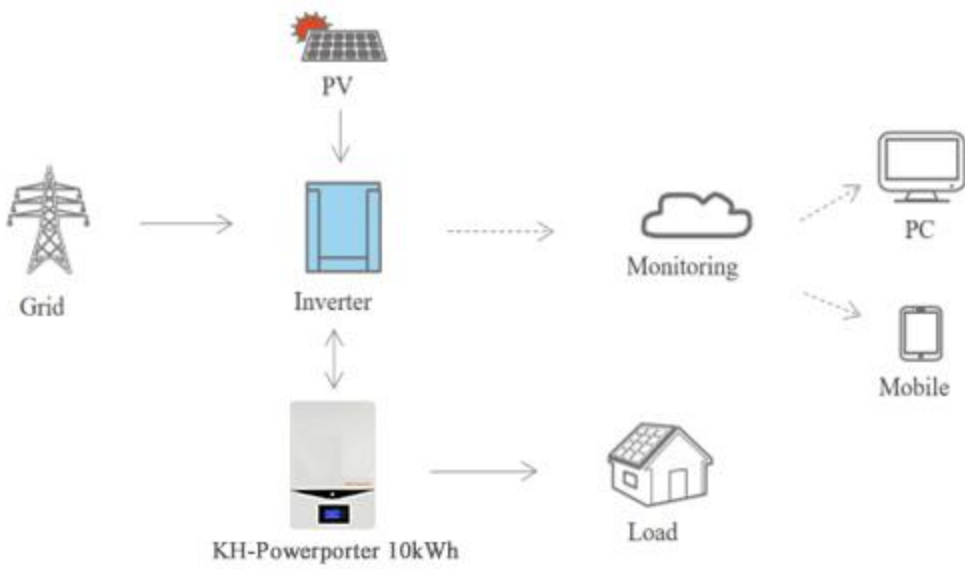 PV
Grid
Inverter
Monitoring
PC
Mobile
KH-Powerporter 10kWh
Load